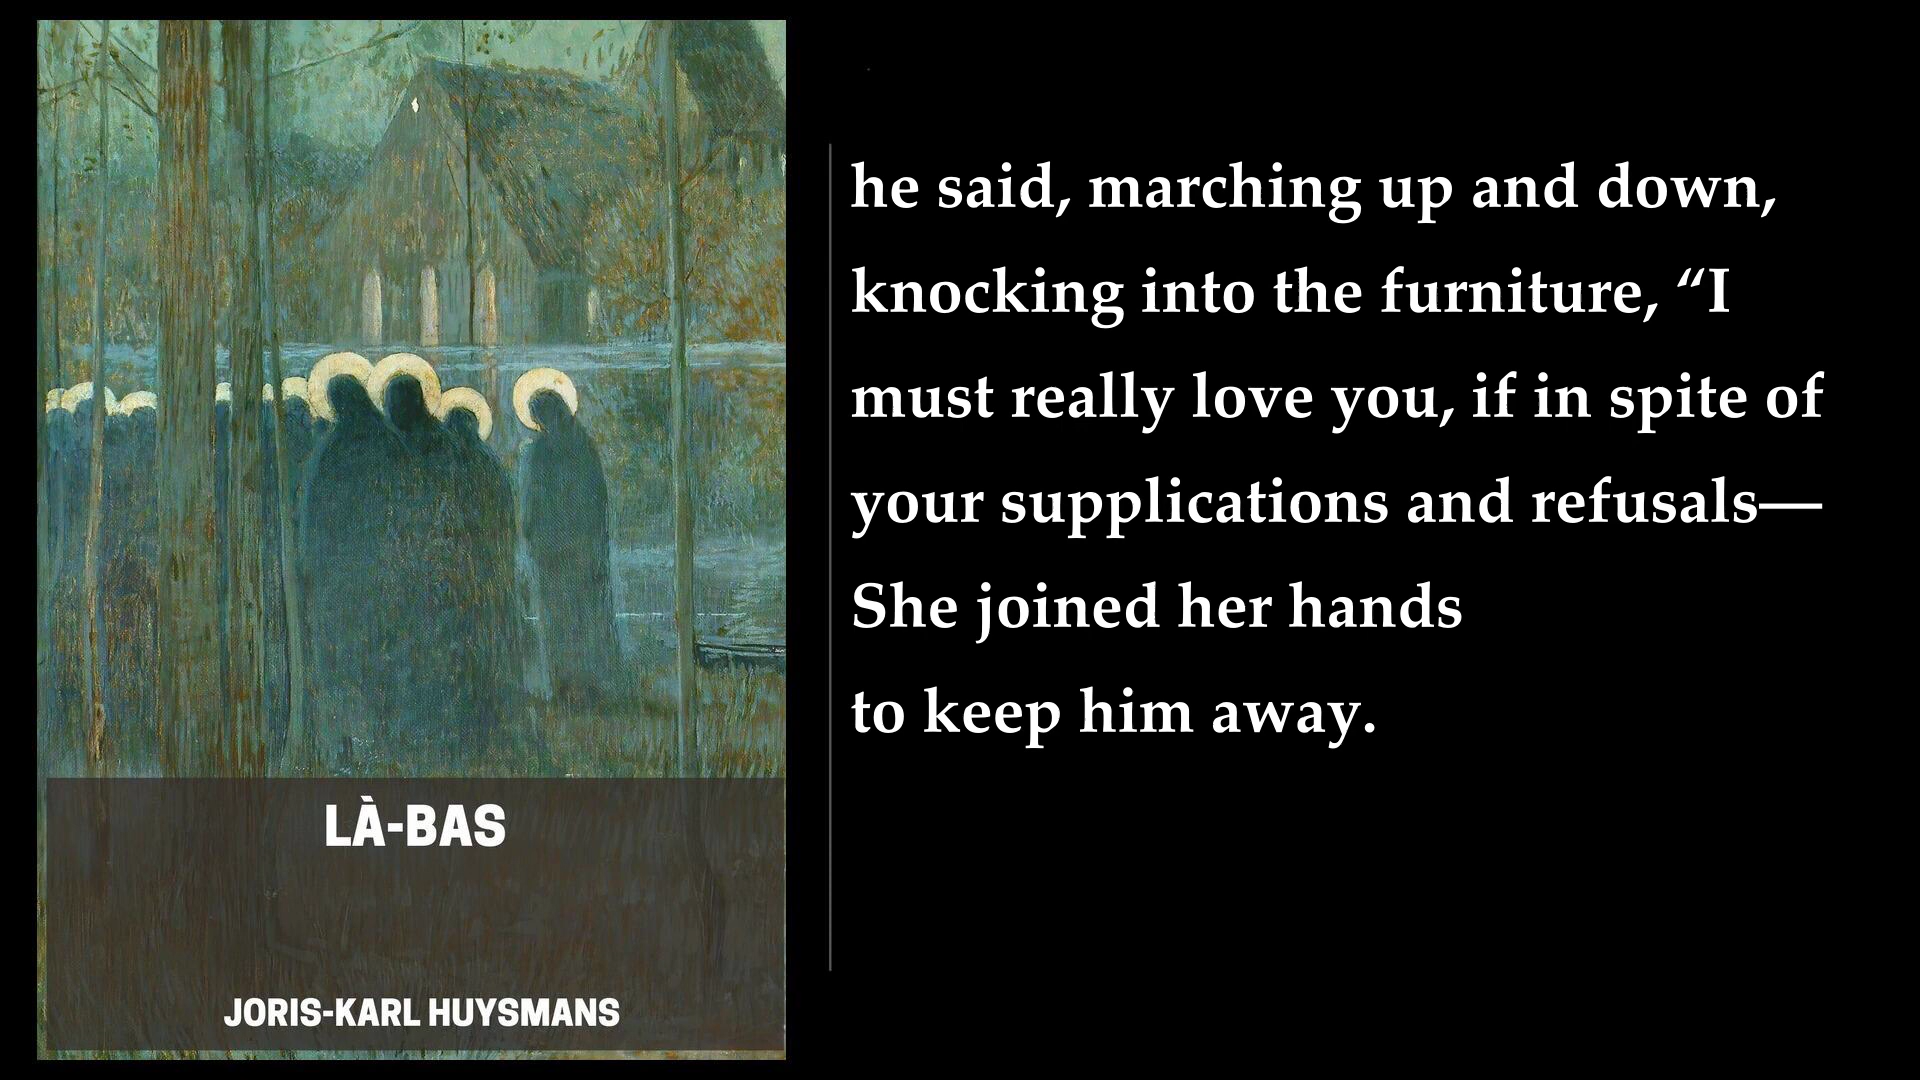 he said, marching up and down,
knocking into the furniture, “I
must really love you, if in spite of
your supplications and refusals—
She joined her hands
to keep him away.
LÀ-BAS
JORIS-KARL HUYSMANS